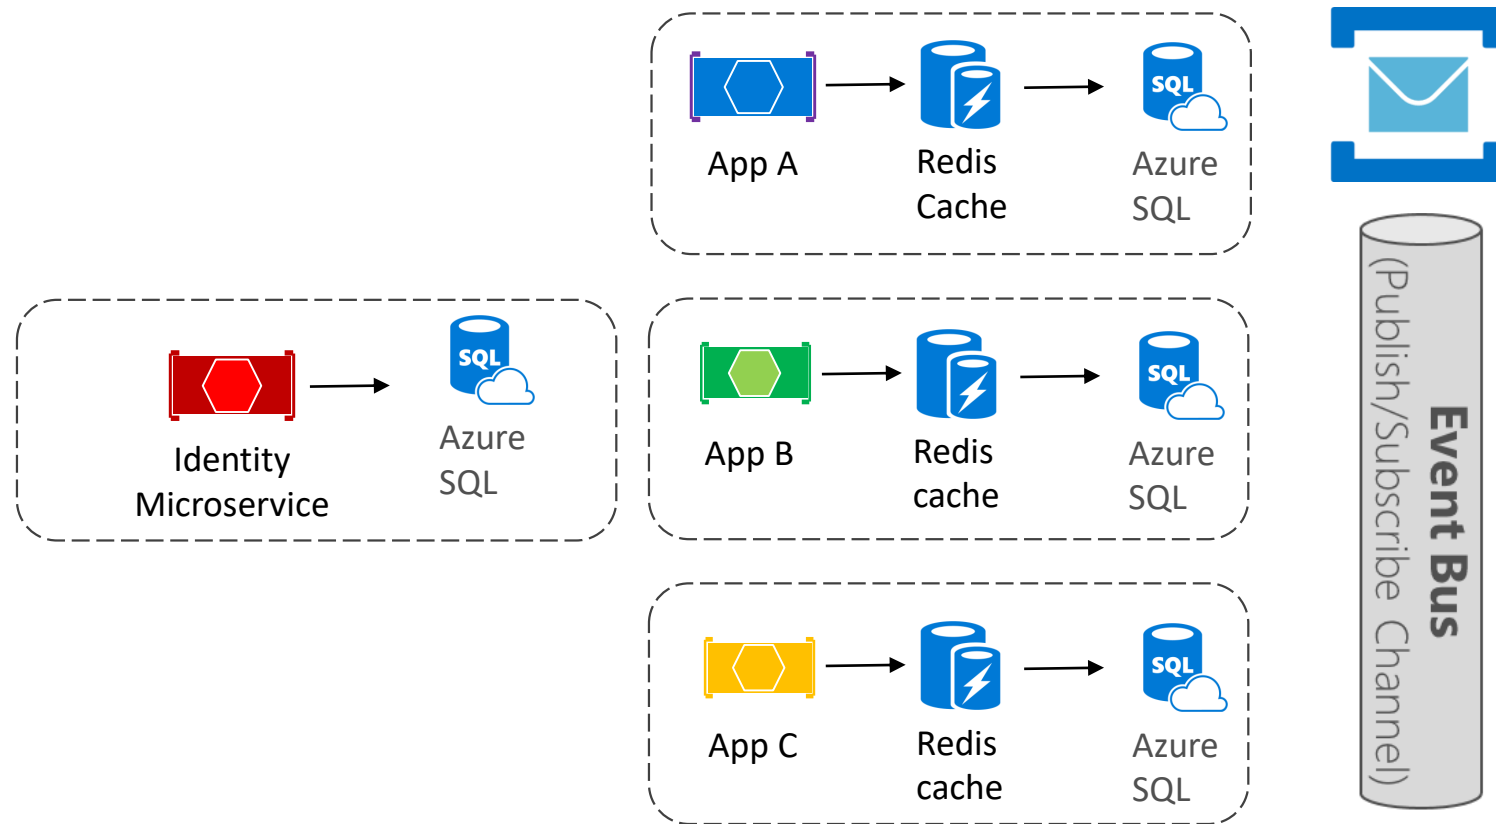 SQL
App A
Redis
Cache
Azure
SQL
SQL
Identity
Microservice
Azure
SQL
SQL
App B
Redis
cache
Azure
SQL
SQL
App C
Redis
cache
Azure
SQL
Event Bus
(Publish/Subscribe Channel)